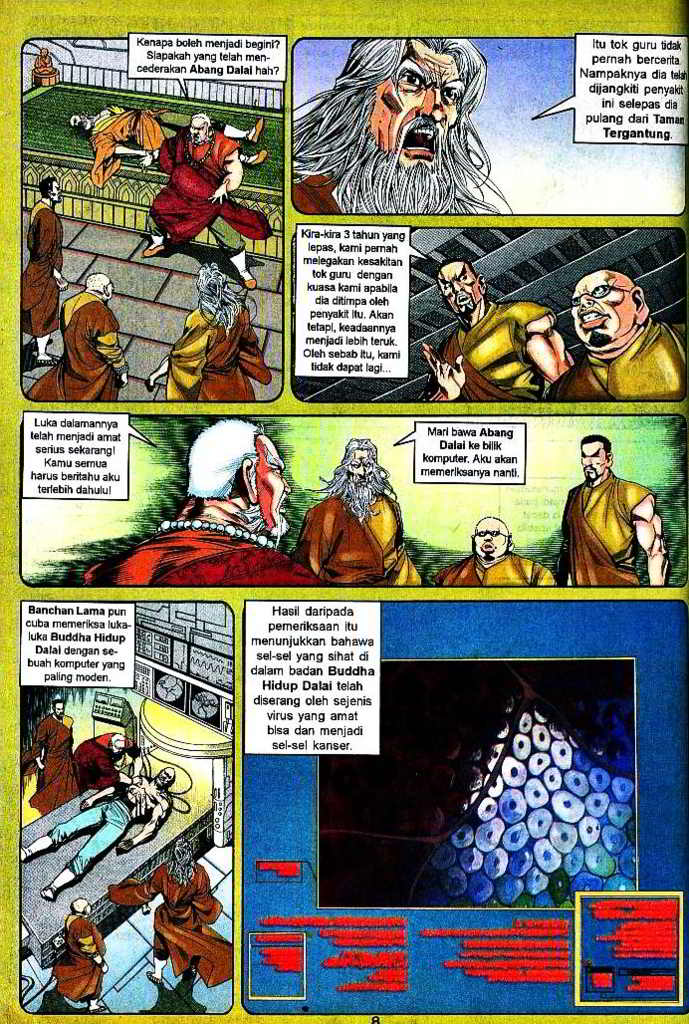 Kenapa boleh menjadi begini?
Siapakah yang telah men-
cederakan Abang Dalai hah?
Itu tok guru tidak
pernah bercerita.
Nampaknya dia telah
dijangkiti penyakit
ini selepas dia
pulang dari Taman
Tergantung.
Kira-kira 3 tahun yang
lepas, kami pernah
melegakan kesakitan
tok guru dengan
kuasa kami apabila
dia ditimpa oleh
penyakit itu. Akan
tetapi, keadaannya
menjadi lebih teruk.
Oleh sebab itu, kami
tidak dapat lagi...
Luka dalamannya
telah menjadi amat
serius sekarang!
Kamu semua
harus beritahu aku
terlebih dahulu!
Mari bawa Abang
Dalai ke bilik
komputer. Aku akan
memeriksanya nanti.
Banchan Lama pun
cuba memeriksa luka-
luka Buddha Hidup
Dalai dengan se-
buah komputer yang
paling moden.
Hasil daripada
pemeriksaan itu
menunjukkan bahawa
sel-sel yang sihat di
dalam badan Buddha
Hidup Dalai telah
diserang oleh sejenis
virus yang amat
bisa dan menjadi
sel-sel kanser.
8